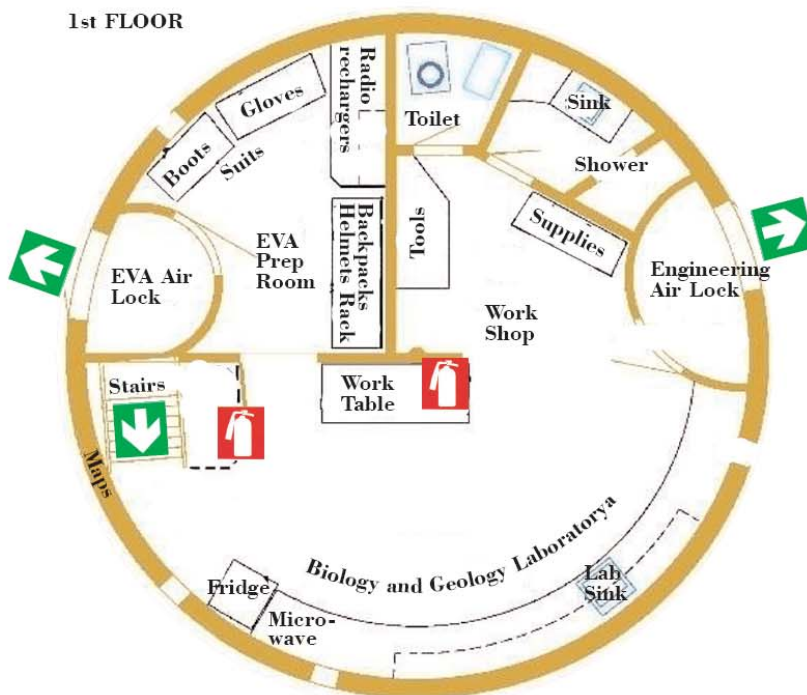 1st FLOOR
Radio
rechargers
Gloves
Boots
Suits
Toilet
Sink
Shower
Tools
Supplies
Backpacks
Helmets Rack
EVA
Prep
Room
EVA Air
Lock
Engineering
Air Lock
Work
Shop
Stairs
Work
Table
Maps
Biology and Geology Laboratorya
Lab
Sink
Fridge
Micro-
wave